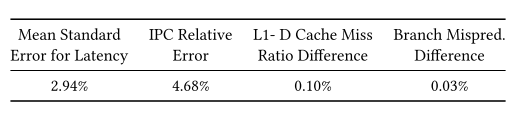 Mean Standard IPC Relative L1- D Cache Miss Branch Mispred.
Error for Latency Error Ratio Difference Difference
2.94% 4.68% 0.10% 0.03%